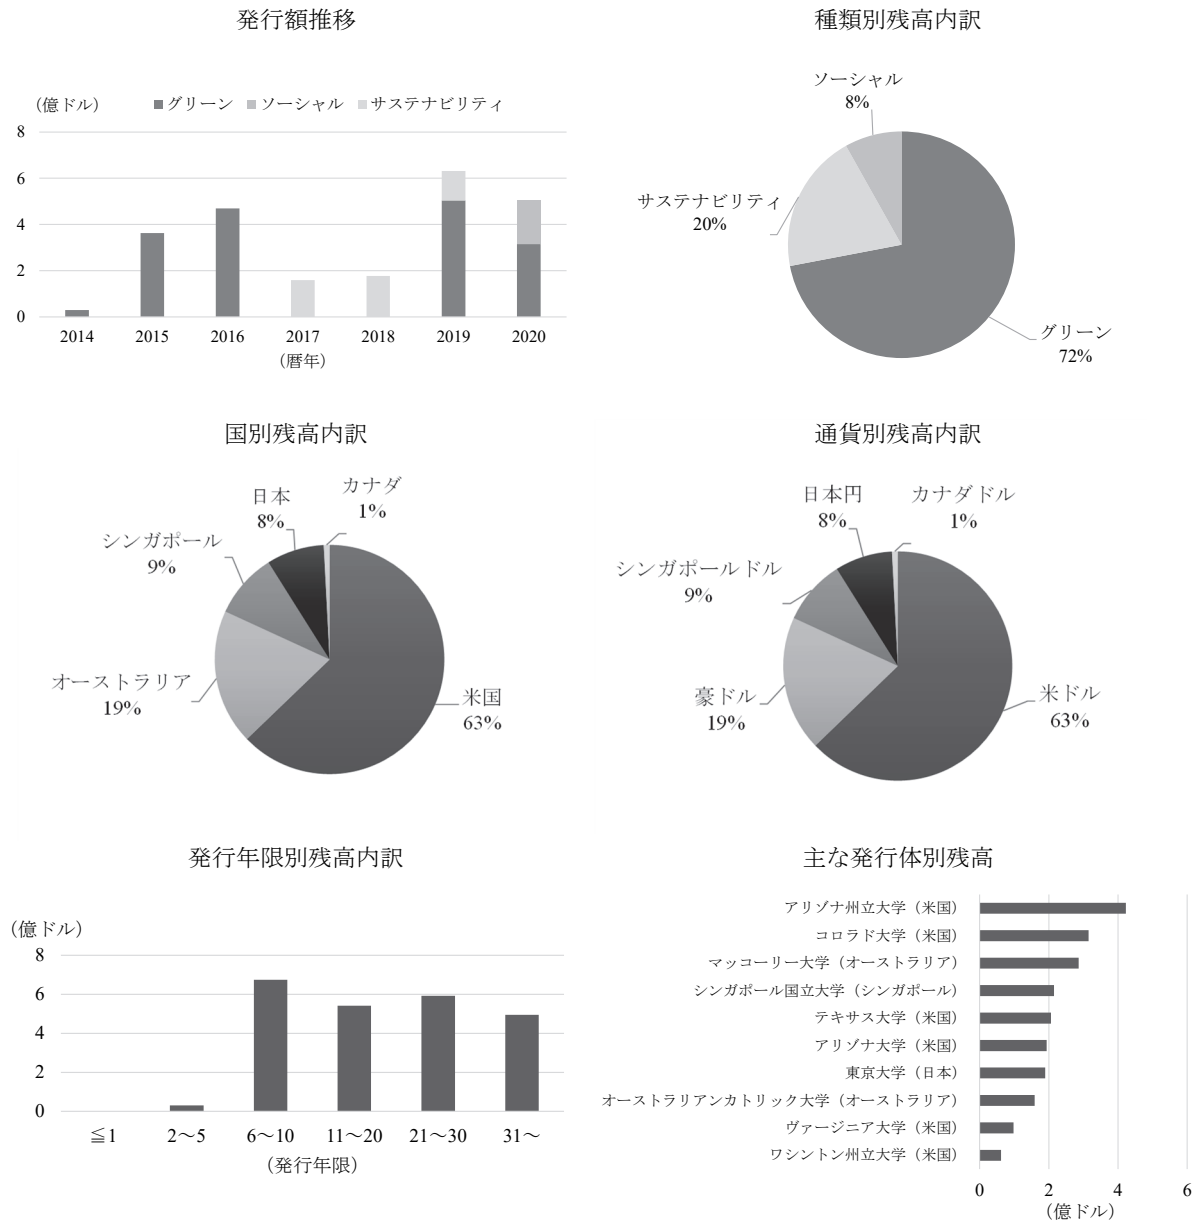 発行額推移
（億ドル）
■グリーン ■ソーシャル ■サステナビリティ
8
6
4
2
0
2014 2015 2016 2017 2018 2019 2020
（暦年）
種類別残高内訳
ソーシャル
8%
サステナビリティ
20%
グリーン
72%
国別残高内訳
カナダ
1%
日本
8%
シンガポール
9%
オーストラリア
19%
米国
63%
通貨別残高内訳
カナダドル
1%
日本円
8%
シンガポールドル
9%
豪ドル
19%
米ドル
63%
発行年限別残高内訳
（億ドル）
8
6
4
2
0
≦1 2～5 6～10 11～20 21～30 31～
（発行年限）
主な発行体別残高
アリゾナ州立大学（米国）
コロラド大学（米国）
マッコーリー大学（オーストラリア）
シンガポール国立大学（シンガポール）
テキサス大学（米国）
アリゾナ大学（米国）
東京大学（日本）
オーストラリアンカトリック大学（オーストラリア）
ヴァージニア大学（米国）
ワシントン州立大学（米国）
0 2 4 6
（億ドル）